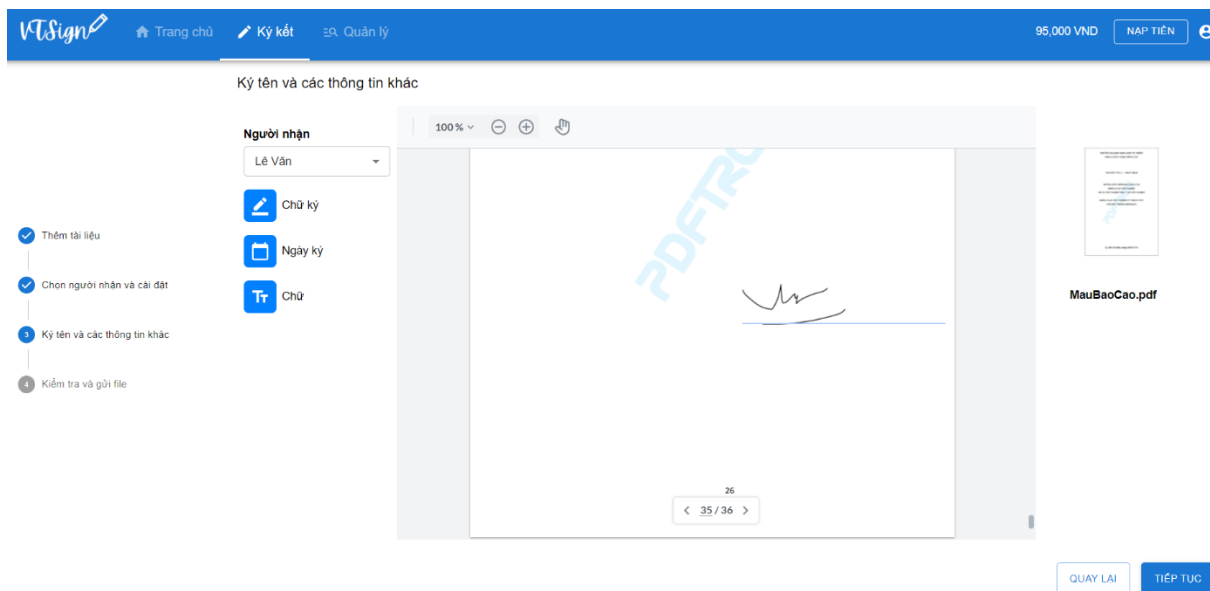 VTSign
Trang chủ
Ký kết
Quản lý
95,000 VND
NẠP TIỀN
Ký tên và các thông tin khác
Người nhận
Lê Văn
Chữ ký
Ngày ký
Chữ
Thêm tài liệu
Chọn người nhận và cài đặt
3 Ký tên và các thông tin khác
4 Kiểm tra và gửi file
100 %
PDFTRO
26
35 / 36
MauBaoCao.pdf
QUAY LẠI
TIẾP TỤC